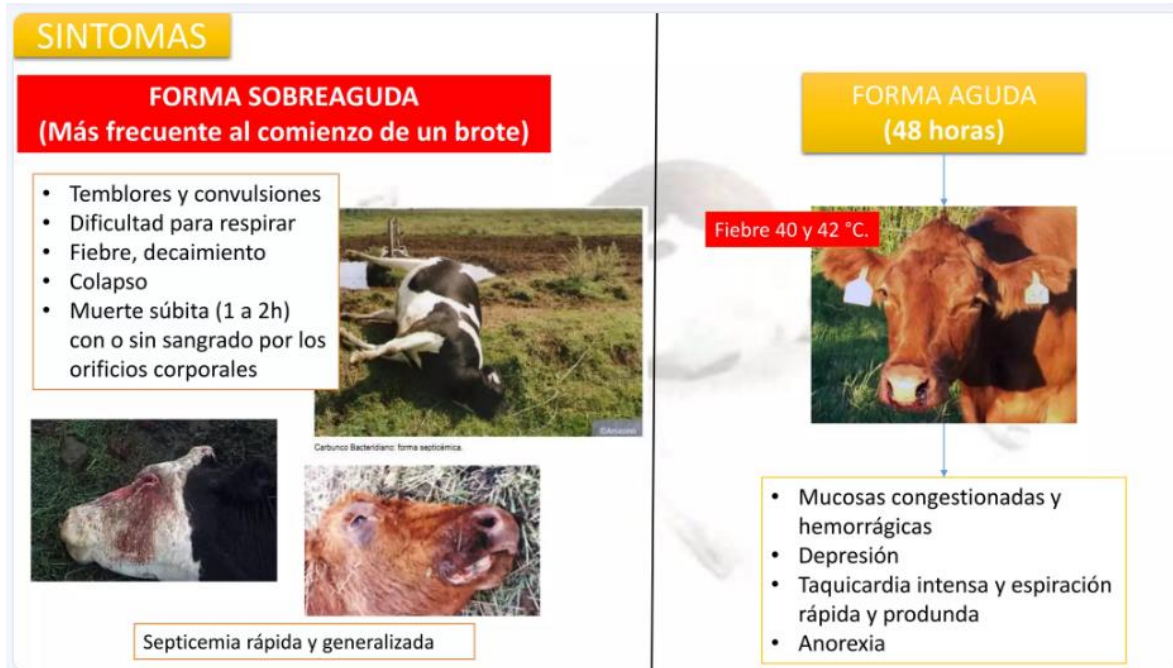 SINTOMAS
FORMA SOBREAGUDA
(Más frecuente al comienzo de un brote)
• Temblores y convulsiones
• Dificultad para respirar
• Fiebre, decaimiento
• Colapso
• Muerte súbita (1 a 2h)
con o sin sangrado por los
orificios corporales
Carbunco Bacteridiano: forma septicémica.
Septicemia rápida y generalizada
FORMA AGUDA
(48 horas)
Fiebre 40 y 42 °C.
• Mucosas congestionadas y
hemorrágicas
• Depresión
• Taquicardia intensa y espiración
rápida y produnda
• Anorexia